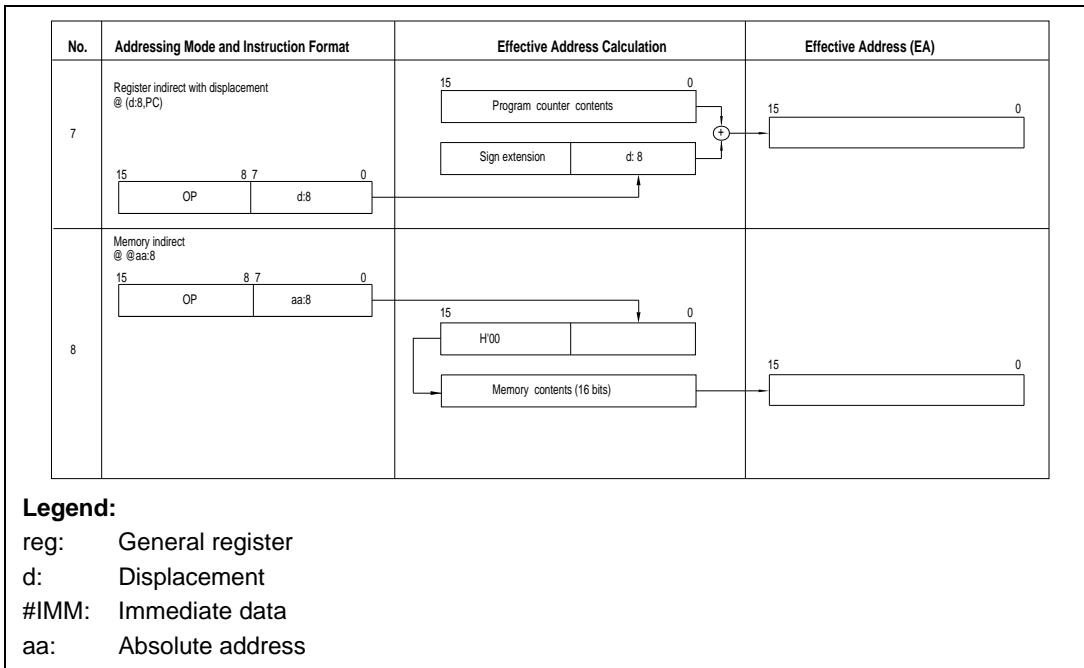 No. Addressing Mode and Instruction Format Effective Address Calculation Effective Address (EA)
7
Register indirect with displacement
@ (d:8,PC)
15 8 7 0
OP d:8
15 0
Program counter contents
Sign extension d: 8
+
15 0
8
Memory indirect
@ @aa:8
15 8 7 0
OP aa:8
15 0
H'00
Memory contents (16 bits)
15 0
Legend:
reg: General register
d: Displacement
#IMM: Immediate data
aa: Absolute address